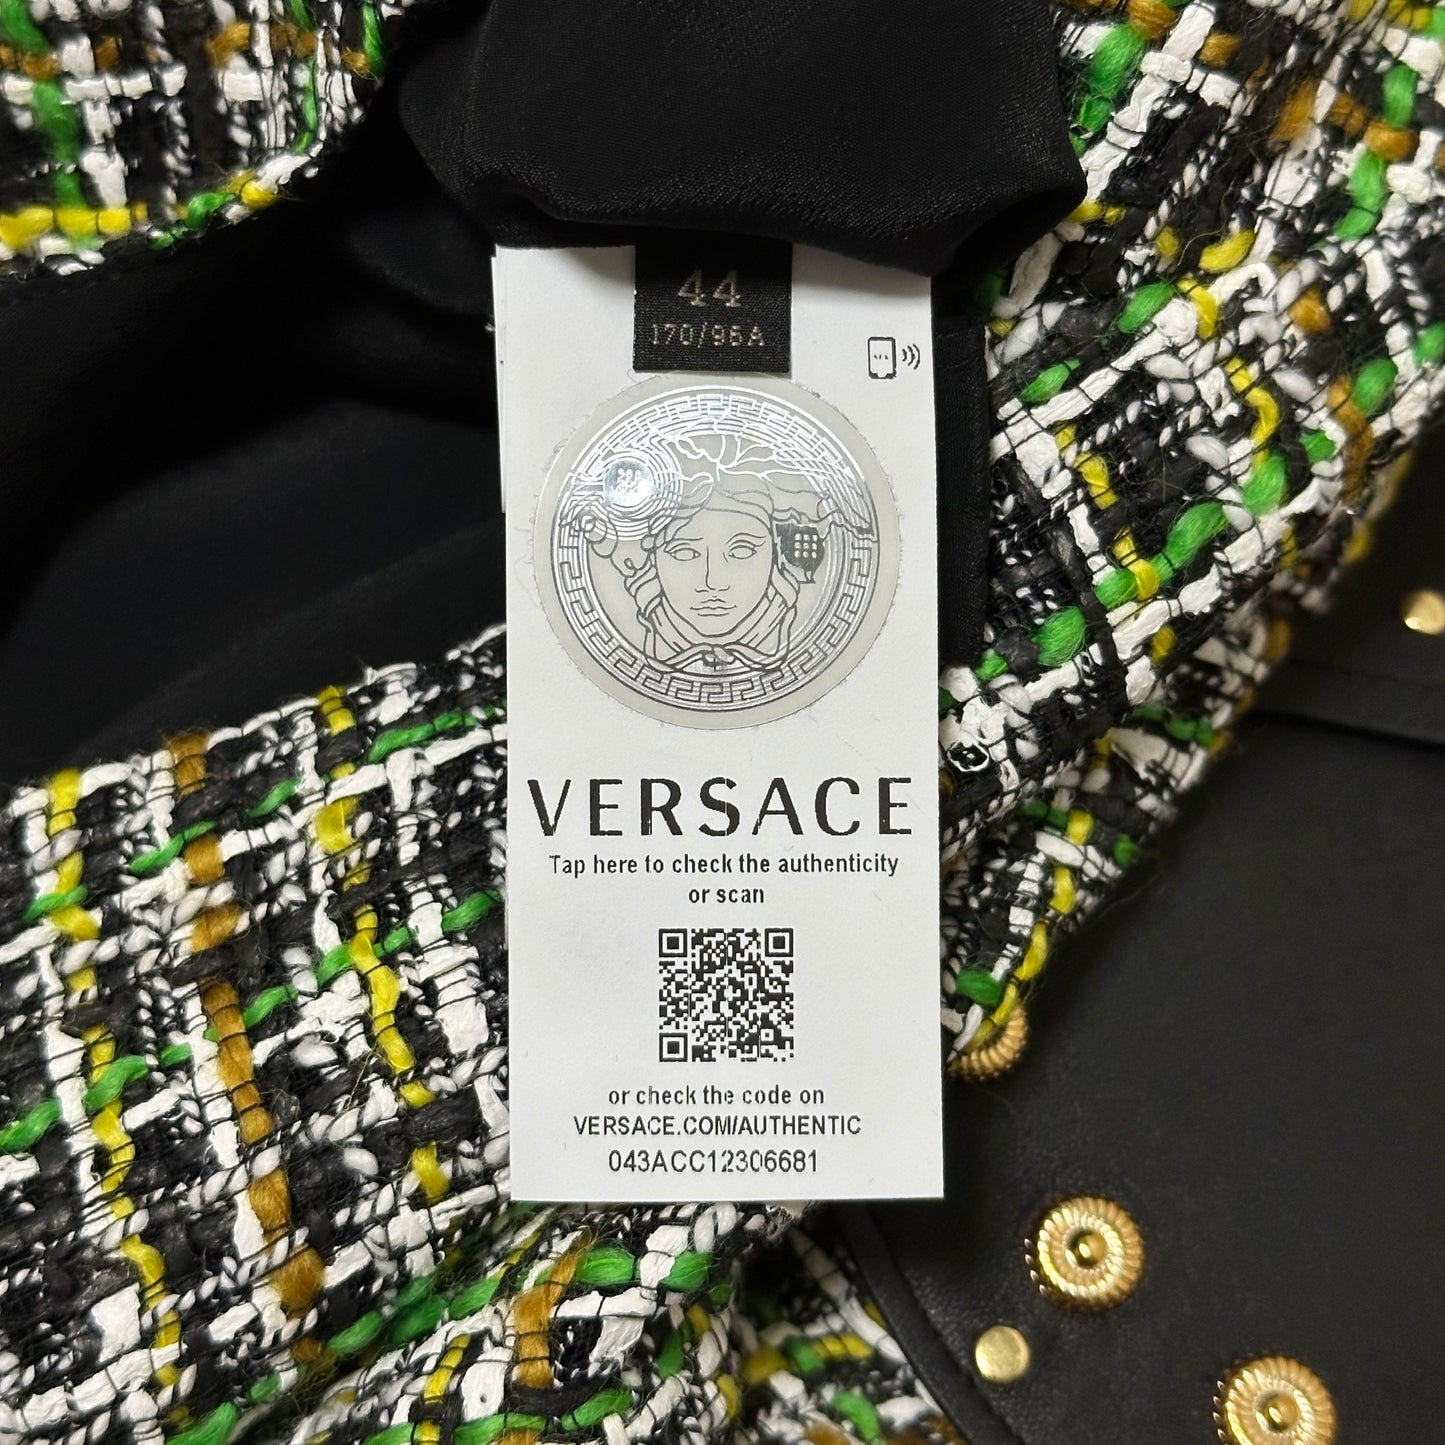 44
170/96A
VERSACE
Tap here to check the authenticity
or scan
or check the code on
VERSACE.COM/AUTHENTIC
043ACC12306681